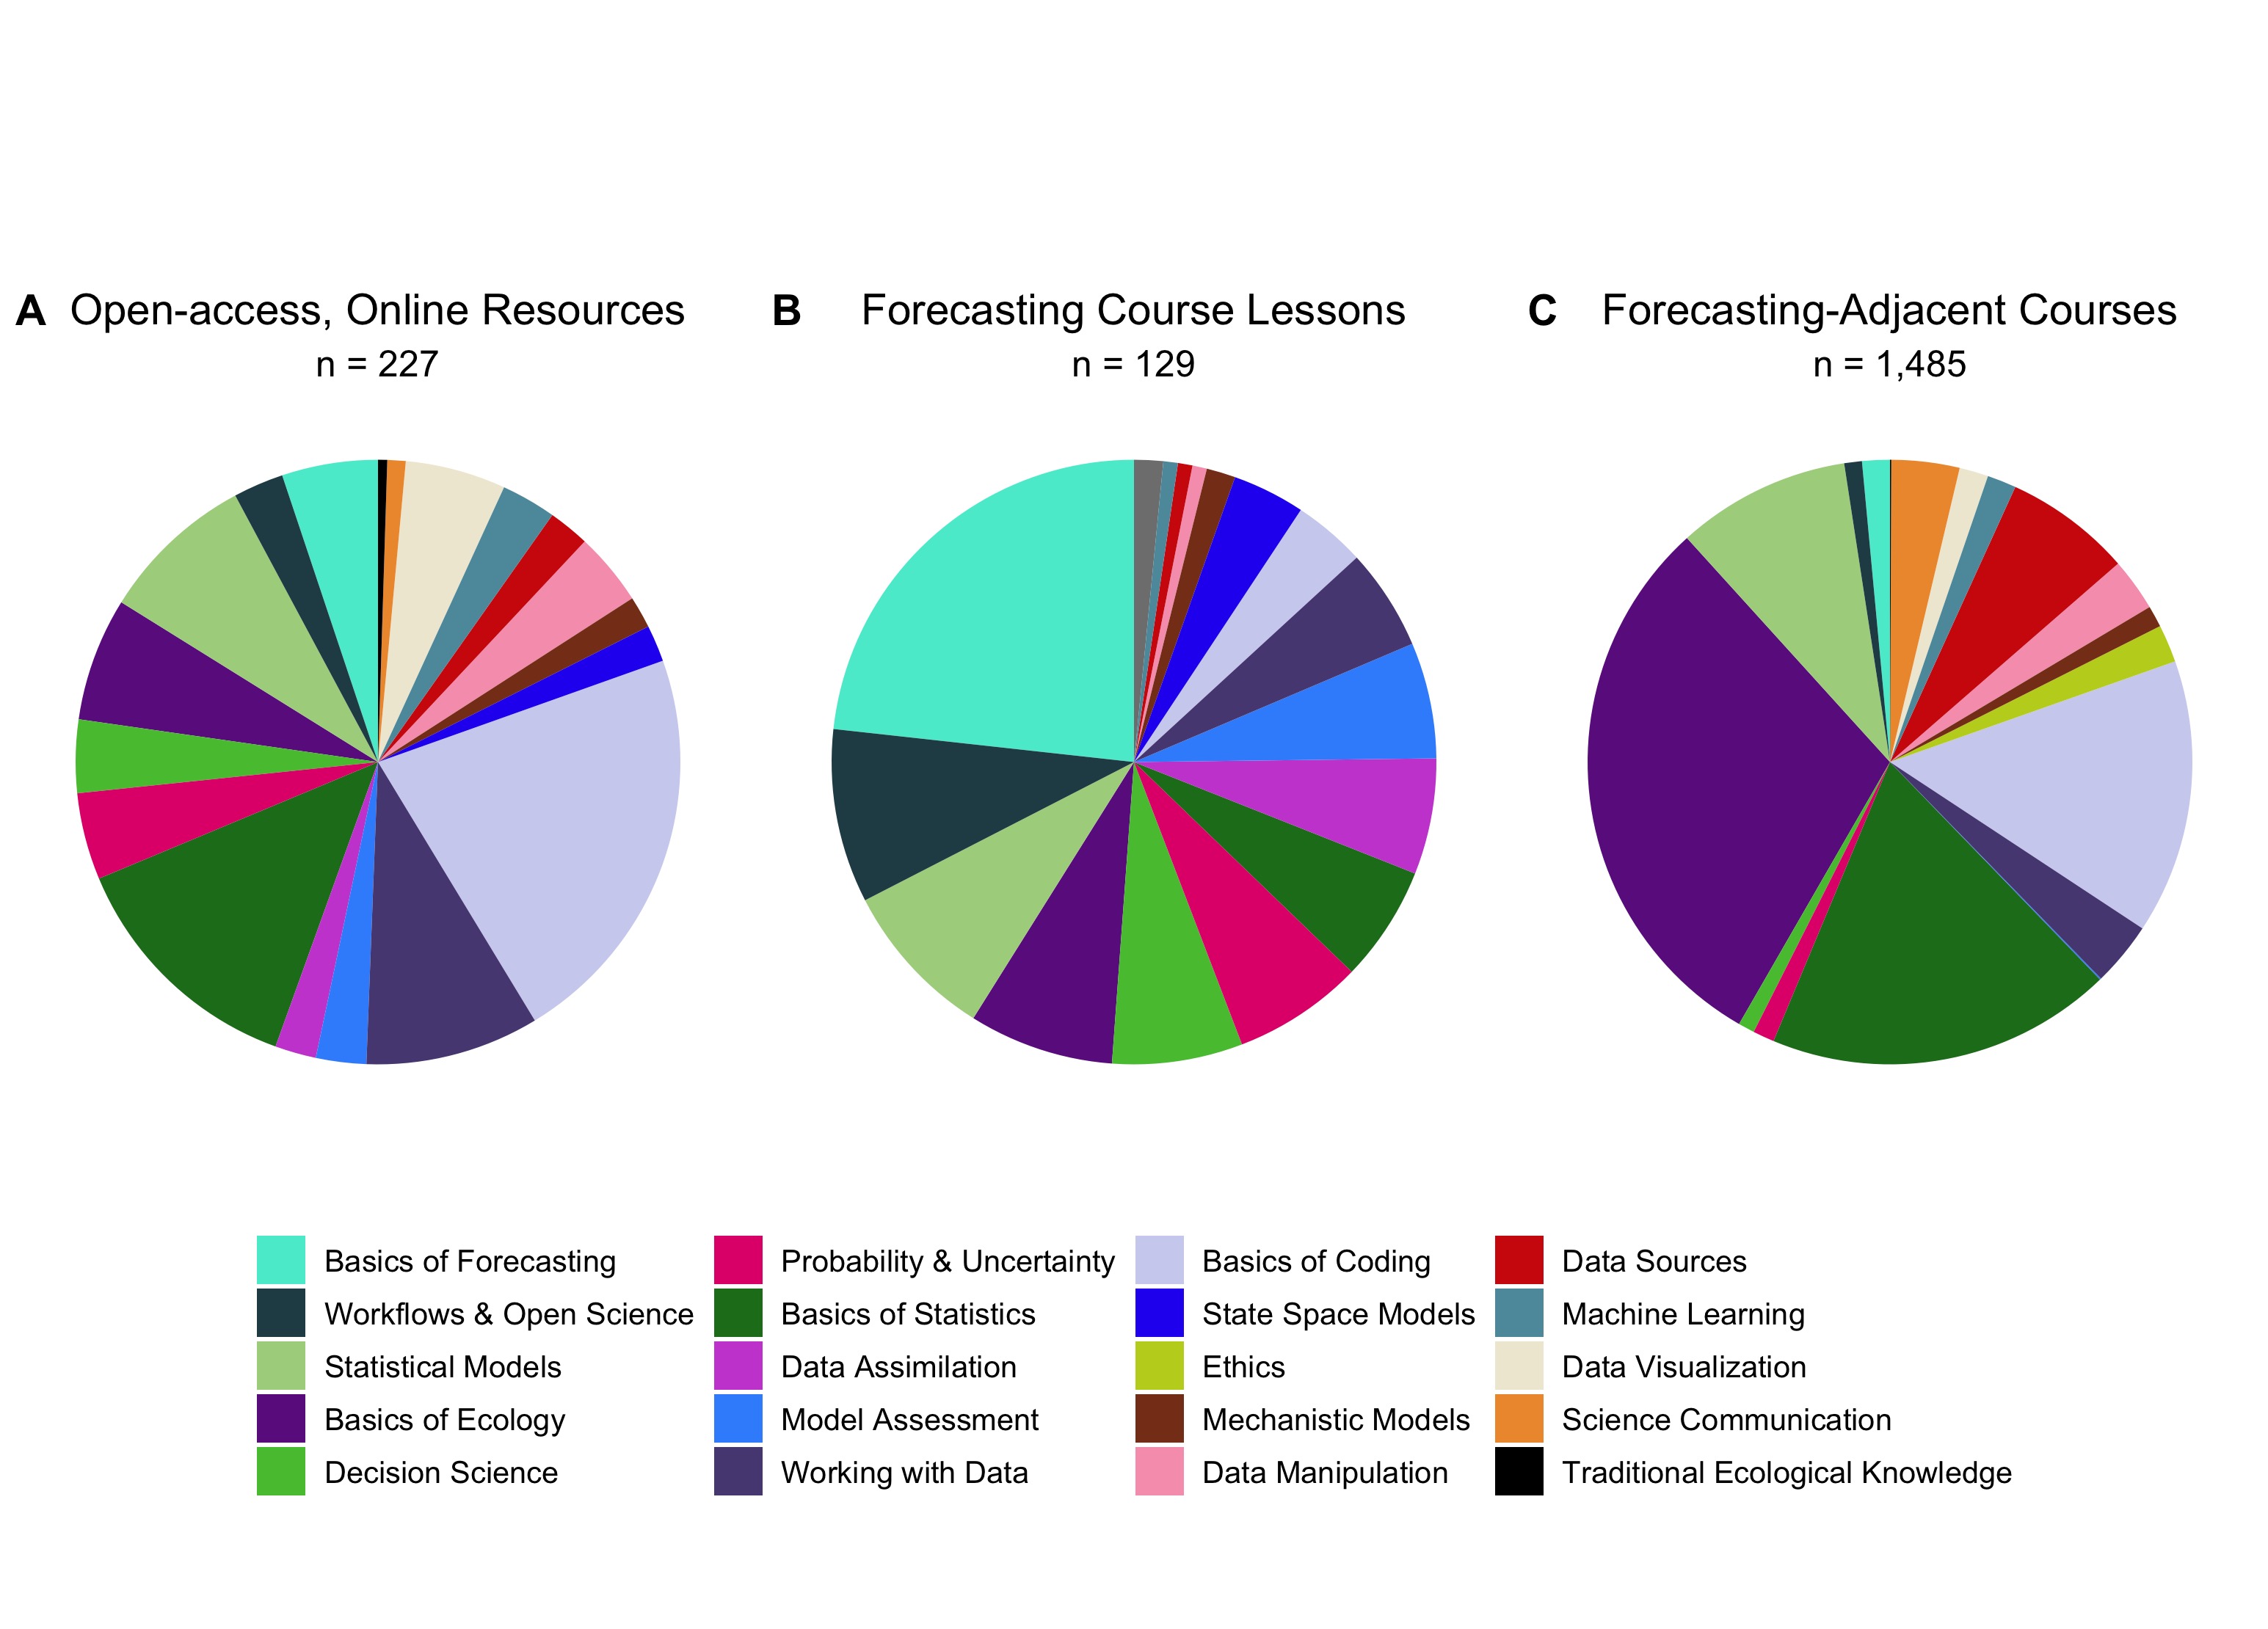 A Open-access, Online Resources
n = 227
B Forecasting Course Lessons
n = 129
C Forecasting-Adjacent Courses
n = 1,485
Basics of Forecasting
Workflows & Open Science
Statistical Models
Basics of Ecology
Decision Science
Probability & Uncertainty
Basics of Statistics
Data Assimilation
Model Assessment
Working with Data
Basics of Coding
State Space Models
Ethics
Mechanistic Models
Data Manipulation
Data Sources
Machine Learning
Data Visualization
Science Communication
Traditional Ecological Knowledge